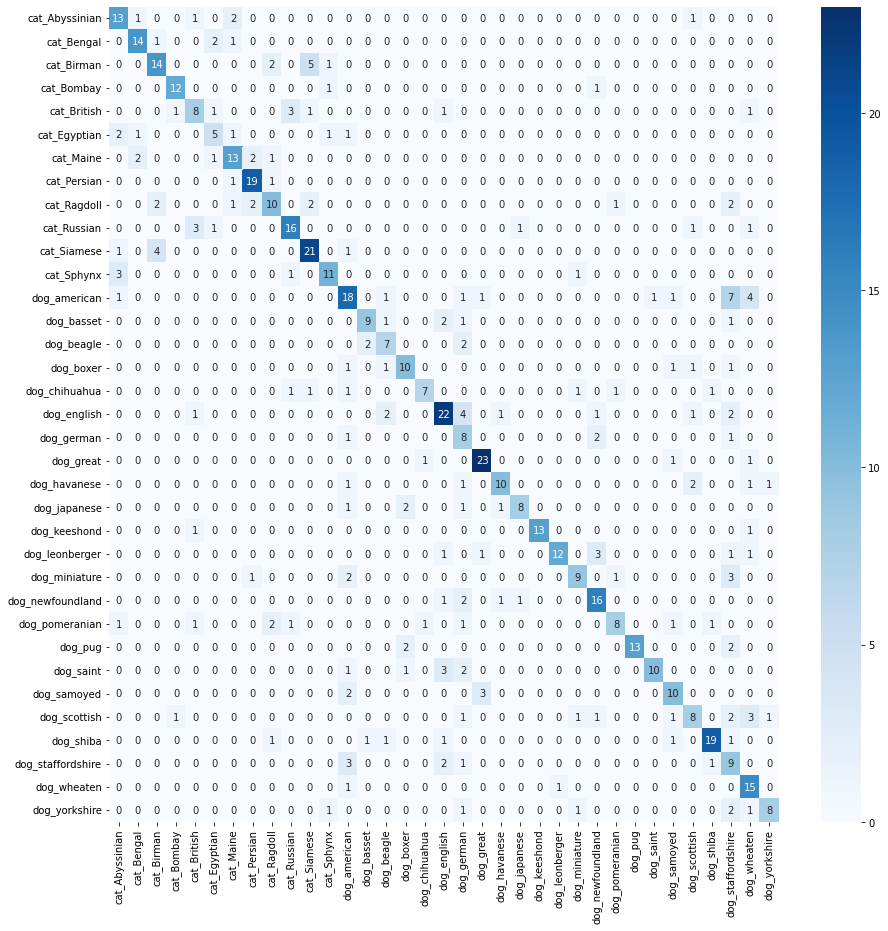 cat_Abyssinian 13 1 0 0 1 0 2 0 0 0 0 0 0 0 0 0 0 0 0 0 0 0 0 0 0 0 0 0 0 0 1 0 0 0 0
cat_Bengal 0 14 1 0 0 2 1 0 0 0 0 0 0 0 0 0 0 0 0 0 0 0 0 0 0 0 0 0 0 0 0 0 0 0 0
cat_Birman 0 0 14 0 0 0 0 0 2 0 5 1 0 0 0 0 0 0 0 0 0 0 0 0 0 0 0 0 0 0 0 0 0 0 0
cat_Bombay 0 0 0 12 0 0 0 0 0 0 0 1 0 0 0 0 0 0 0 0 0 0 0 0 0 1 0 0 0 0 0 0 0 0 0
cat_British 0 0 0 1 8 1 0 0 0 3 1 0 0 0 0 0 0 1 0 0 0 0 0 0 0 0 0 0 0 0 0 0 0 1 0
cat_Egyptian 2 1 0 0 0 5 1 0 0 0 0 1 1 0 0 0 0 0 0 0 0 0 0 0 0 0 0 0 0 0 0 0 0 0 0
cat_Maine 0 2 0 0 0 1 13 2 1 0 0 0 0 0 0 0 0 0 0 0 0 0 0 0 0 0 0 0 0 0 0 0 0 0 0
cat_Persian 0 0 0 0 0 0 1 19 1 0 0 0 0 0 0 0 0 0 0 0 0 0 0 0 0 0 0 0 0 0 0 0 0 0 0
cat_Ragdoll 0 0 2 0 0 0 1 2 10 0 2 0 0 0 0 0 0 0 0 0 0 0 0 0 0 0 1 0 0 0 0 0 2 0 0
cat_Russian 0 0 0 0 3 1 0 0 0 16 0 0 0 0 0 0 0 0 0 0 0 1 0 0 0 0 0 0 0 0 1 0 0 1 0
cat_Siamese 1 0 4 0 0 0 0 0 0 0 21 0 1 0 0 0 0 0 0 0 0 0 0 0 0 0 0 0 0 0 0 0 0 0 0
cat_Sphynx 3 0 0 0 0 0 0 0 0 1 0 11 0 0 0 0 0 0 0 0 0 0 0 0 1 0 0 0 0 0 0 0 0 0 0
dog_american 1 0 0 0 0 0 0 0 0 0 0 0 18 0 1 0 0 0 1 1 0 0 0 0 0 0 0 0 1 1 0 0 7 4 0
dog_basset 0 0 0 0 0 0 0 0 0 0 0 0 0 9 1 0 0 2 1 0 0 0 0 0 0 0 0 0 0 0 0 0 1 0 0
dog_beagle 0 0 0 0 0 0 0 0 0 0 0 0 0 2 7 0 0 0 2 0 0 0 0 0 0 0 0 0 0 0 0 0 0 0 0
dog_boxer 0 0 0 0 0 0 0 0 0 0 0 0 1 0 1 10 0 0 0 0 0 0 0 0 0 0 0 0 0 1 1 0 1 0 0
dog_chihuahua 0 0 0 0 0 0 0 0 0 1 1 0 1 0 0 0 7 0 0 0 0 0 0 0 1 0 1 0 0 0 0 1 0 0 0
dog_english 0 0 0 0 1 0 0 0 0 0 0 0 0 0 2 0 0 22 4 0 1 0 0 0 0 1 0 0 0 0 1 0 2 0 0
dog_german 0 0 0 0 0 0 0 0 0 0 0 0 1 0 0 0 0 0 8 0 0 0 0 0 0 2 0 0 0 0 0 0 1 0 0
dog_great 0 0 0 0 0 0 0 0 0 0 0 0 0 0 0 0 1 0 0 23 0 0 0 0 0 0 0 0 0 1 0 0 0 1 0
dog_havanese 0 0 0 0 0 0 0 0 0 0 0 0 1 0 0 0 0 0 1 0 10 0 0 0 0 0 0 0 0 0 2 0 0 1 1
dog_japanese 0 0 0 0 0 0 0 0 0 0 0 0 1 0 0 2 0 0 1 0 1 8 0 0 0 0 0 0 0 0 0 0 0 0 0
dog_keeshond 0 0 0 0 1 0 0 0 0 0 0 0 0 0 0 0 0 0 0 0 0 0 13 0 0 0 0 0 0 0 0 0 0 1 0
dog_leonberger 0 0 0 0 0 0 0 0 0 0 0 0 0 0 0 0 0 1 0 1 0 0 0 12 0 3 0 0 0 0 0 0 1 1 0
dog_miniature 0 0 0 0 0 0 0 1 0 0 0 0 2 0 0 0 0 0 0 0 0 0 0 0 9 0 1 0 0 0 0 0 3 0 0
dog_newfoundland 0 0 0 0 0 0 0 0 0 0 0 0 0 0 0 0 0 1 2 0 1 1 0 0 0 16 0 0 0 0 0 0 0 0 0
dog_pomeranian 1 0 0 0 1 0 0 0 2 1 0 0 0 0 0 0 1 0 1 0 0 0 0 0 0 0 8 0 0 1 0 1 0 0 0
dog_pug 0 0 0 0 0 0 0 0 0 0 0 0 0 0 0 2 0 0 0 0 0 0 0 0 0 0 0 13 0 0 0 0 2 0 0
dog_saint 0 0 0 0 0 0 0 0 0 0 0 0 1 0 0 1 0 3 2 0 0 0 0 0 0 0 0 0 10 0 0 0 0 0 0
dog_samoyed 0 0 0 0 0 0 0 0 0 0 0 0 2 0 0 0 0 0 0 3 0 0 0 0 0 0 0 0 0 10 0 0 0 0 0
dog_scottish 0 0 0 1 0 0 0 0 0 0 0 0 0 0 0 0 0 0 1 0 0 0 0 0 1 1 0 0 0 1 8 0 2 3 1
dog_shiba 0 0 0 0 0 0 0 0 1 0 0 0 0 1 1 0 0 1 0 0 0 0 0 0 0 0 0 0 0 1 0 19 1 0 0
dog_staffordshire 0 0 0 0 0 0 0 0 0 0 0 0 3 0 0 0 0 2 1 0 0 0 0 0 0 0 0 0 0 0 0 1 9 0 0
dog_wheaten 0 0 0 0 0 0 0 0 0 0 0 0 1 0 0 0 0 0 0 0 0 0 0 1 0 0 0 0 0 0 0 0 0 15 0
dog_yorkshire 0 0 0 0 0 0 0 0 0 0 0 1 0 0 0 0 0 0 1 0 0 0 0 0 1 0 0 0 0 0 0 0 2 1 8
cat_Abyssinian
cat_Bengal
cat_Birman
cat_Bombay
cat_British
cat_Egyptian
cat_Maine
cat_Persian
cat_Ragdoll
cat_Russian
cat_Siamese
cat_Sphynx
dog_american
dog_basset
dog_beagle
dog_boxer
dog_chihuahua
dog_english
dog_german
dog_great
dog_havanese
dog_japanese
dog_keeshond
dog_leonberger
dog_miniature
dog_newfoundland
dog_pomeranian
dog_pug
dog_saint
dog_samoyed
dog_scottish
dog_shiba
dog_staffordshire
dog_wheaten
dog_yorkshire
20
15
10
5
0